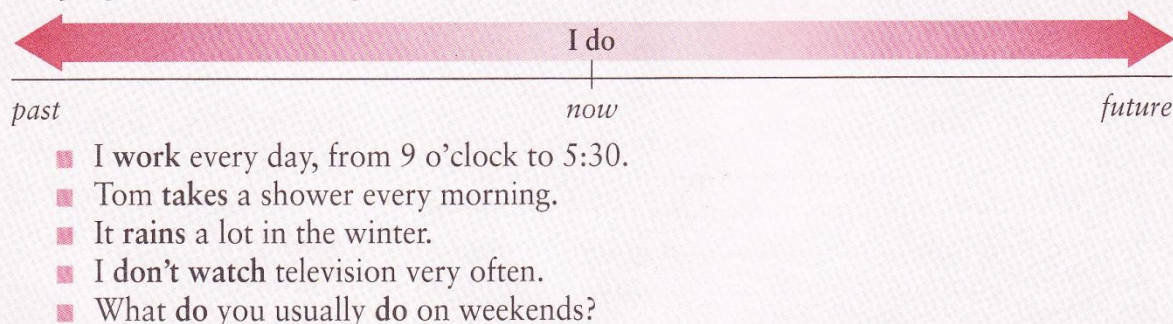 I do
past now future
I work every day, from 9 o'clock to 5:30.
Tom takes a shower every morning.
It rains a lot in the winter.
I don't watch television very often.
What do you usually do on weekends?